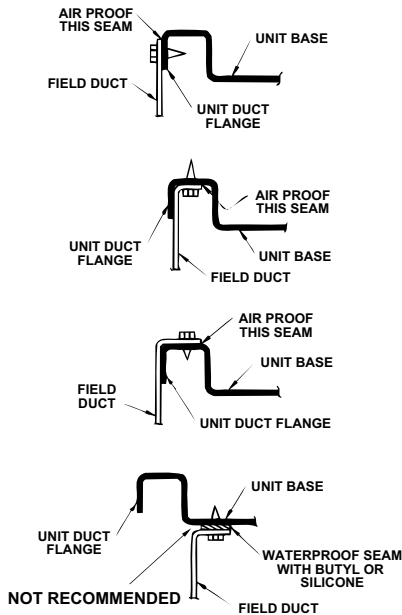 AIR PROOF
THIS SEAM
UNIT BASE
FIELD DUCT
UNIT DUCT
FLANGE
AIR PROOF
THIS SEAM
UNIT DUCT
FLANGE
UNIT BASE
FIELD DUCT
AIR PROOF
THIS SEAM
UNIT BASE
FIELD
DUCT
UNIT DUCT FLANGE
UNIT BASE
UNIT DUCT
FLANGE
WATERPROOF SEAM
WITH BUTYL OR
SILICONE
NOT RECOMMENDED
FIELD DUCT